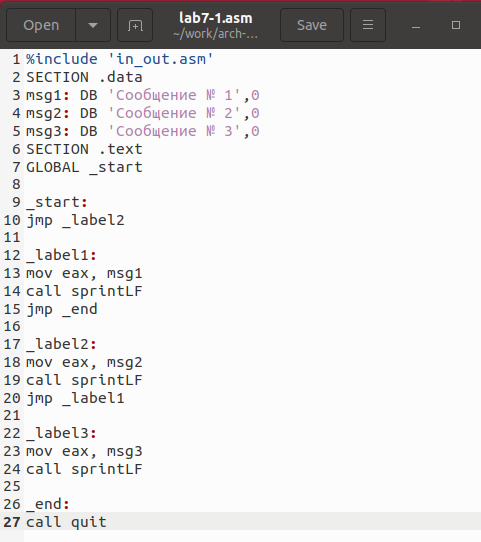 Open
lab7-1.asm
~/work/arch-...
Save
1 %include 'in_out.asm'
2 SECTION .data
3 msg1: DB 'Сообщение № 1',0
4 msg2: DB 'Сообщение № 2',0
5 msg3: DB 'Сообщение № 3',0
6 SECTION .text
7 GLOBAL _start
8
9 _start:
10 jmp _label2
11
12 _label1:
13 mov eax, msg1
14 call sprintLF
15 jmp _end
16
17 _label2:
18 mov eax, msg2
19 call sprintLF
20 jmp _label1
21
22 _label3:
23 mov eax, msg3
24 call sprintLF
25
26 _end:
27 call quit